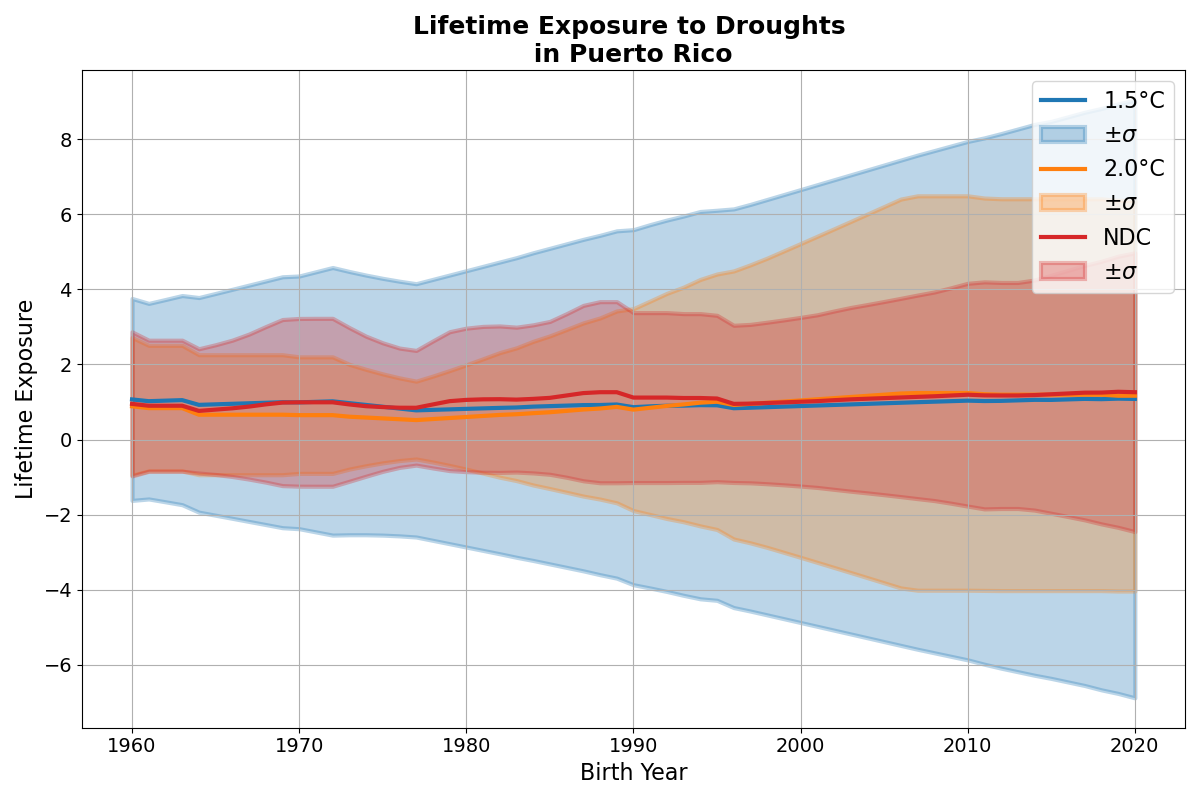 Lifetime Exposure to Droughts
in Puerto Rico
1.5°C
±σ
2.0°C
±σ
NDC
±σ
Lifetime Exposure
8
6
4
2
0
−2
−4
−6
1960 1970 1980 1990 2000 2010 2020
Birth Year